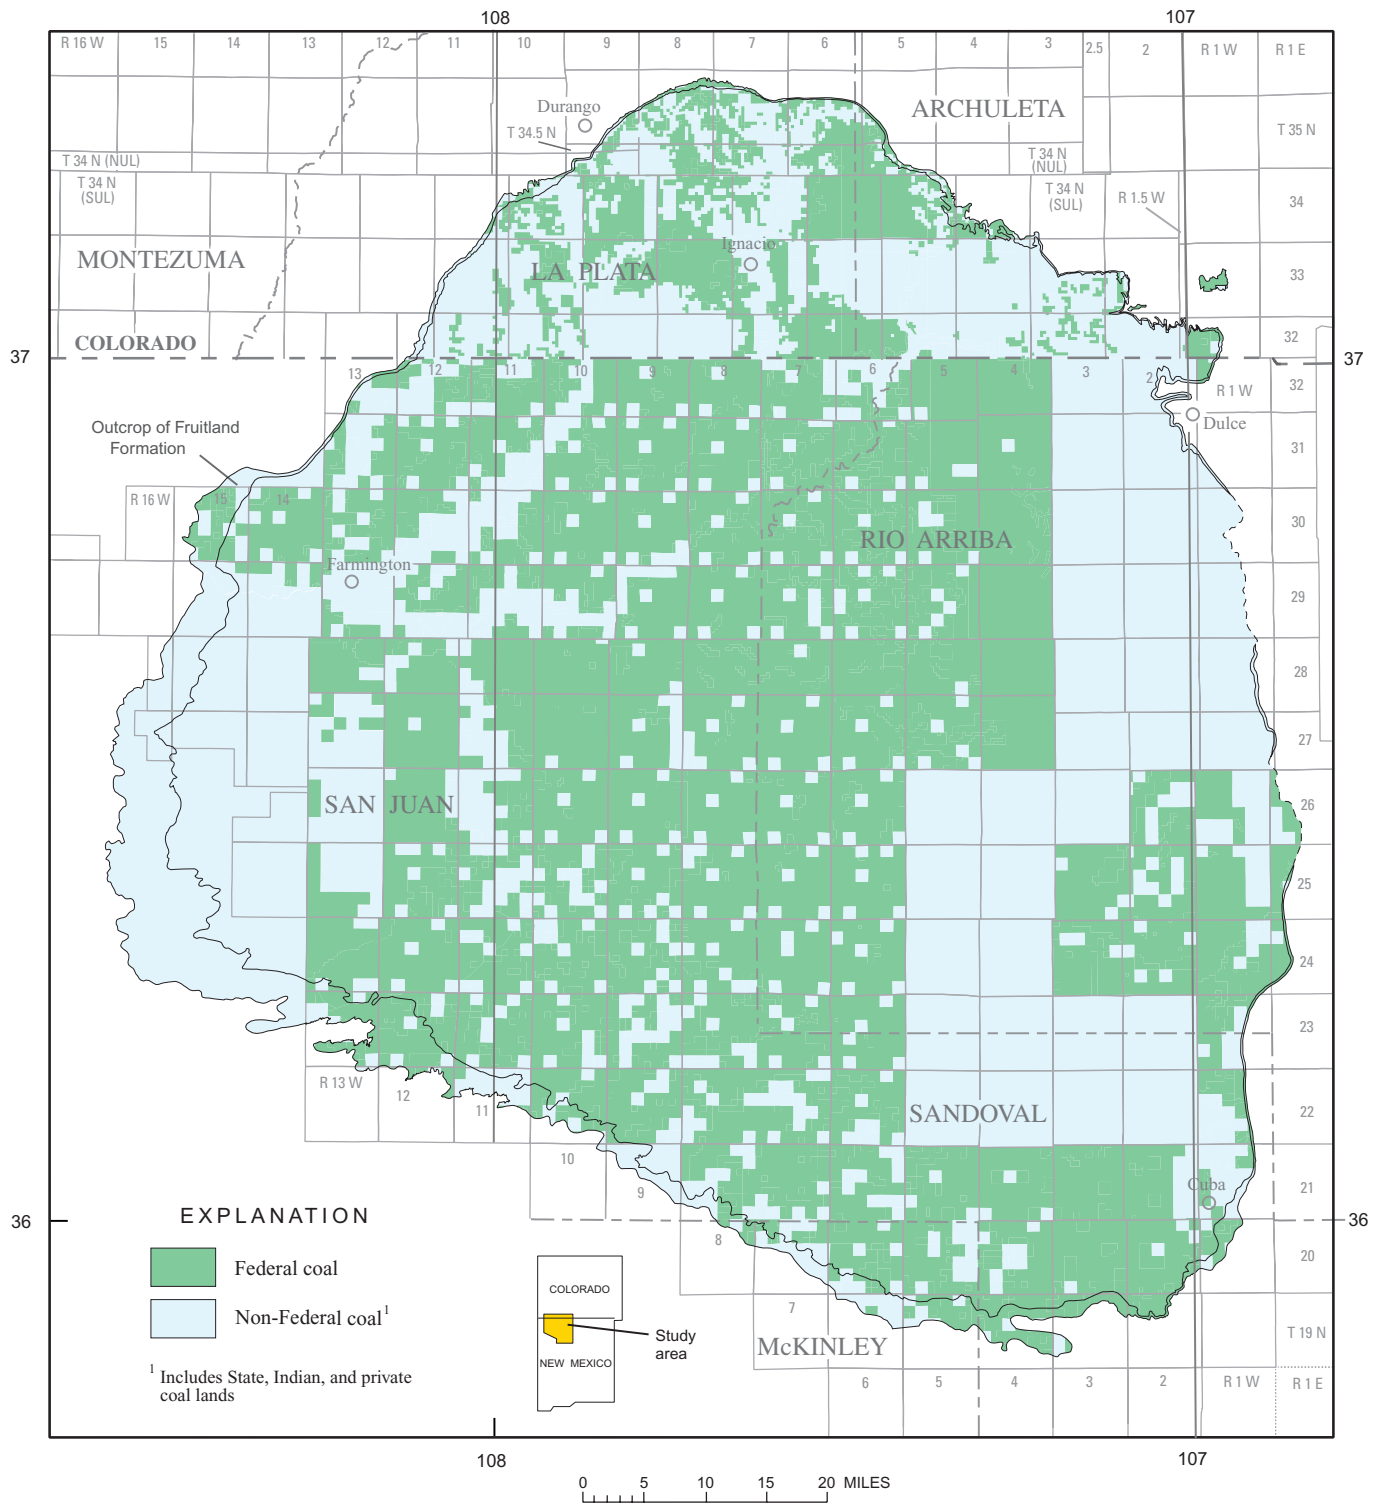 108
107
R 16 W
15
14
13
12
11
10
9
8
7
6
5
4
3
2.5
2
R 1 W
R 1 E
Durango
ARCHULETA
T 34.5 N
T 35 N
T 34 N (NUL)
T 34 N
(NUL)
T 34 N
(SUL)
T 34 N
(SUL)
R 1.5 W
34
MONTEZUMA
Ignacio
LA PLATA
33
COLORADO
32
37
37
13
12
11
10
9
8
7
6
5
4
3
2
R 1 W
32
Dulce
Outcrop of Fruitland
Formation
31
R 16 W
15
14
30
RIO ARRIBA
Farmington
29
28
27
SAN JUAN
26
25
24
23
R 13 W
12
11
SANDOVAL
22
10
9
Cuba
21
36
36
EXPLANATION
8
20
Federal coal
COLORADO
Non-Federal coal1
7
Study
area
T 19 N
McKINLEY
NEW MEXICO
1 Includes State, Indian, and private
coal lands
6
5
4
3
2
R 1 W
R 1 E
108
107
0
5
10
15
20 MILES